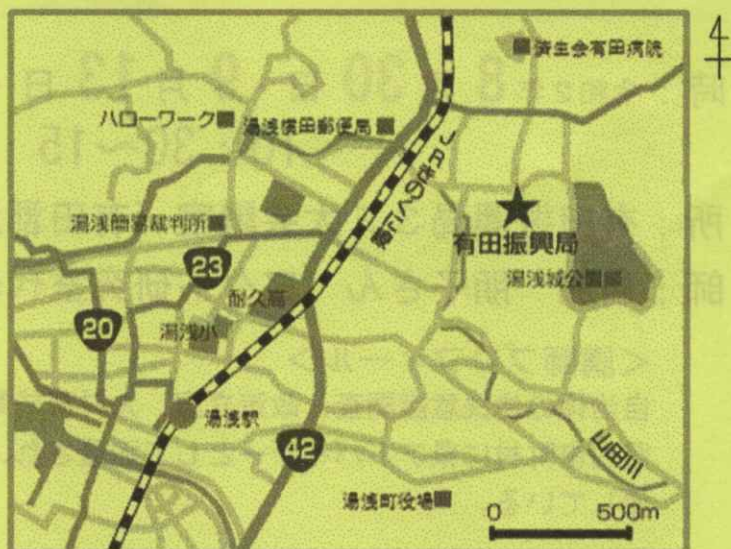 済生会有田病院
ハローワーク
湯浅横田郵便局
JRきのくに線
湯浅簡易裁判所
有田振興局
湯浅城公園
23
耐久高
20
湯浅小
湯浅駅
42
山田川
湯浅町役場
0 500m
4